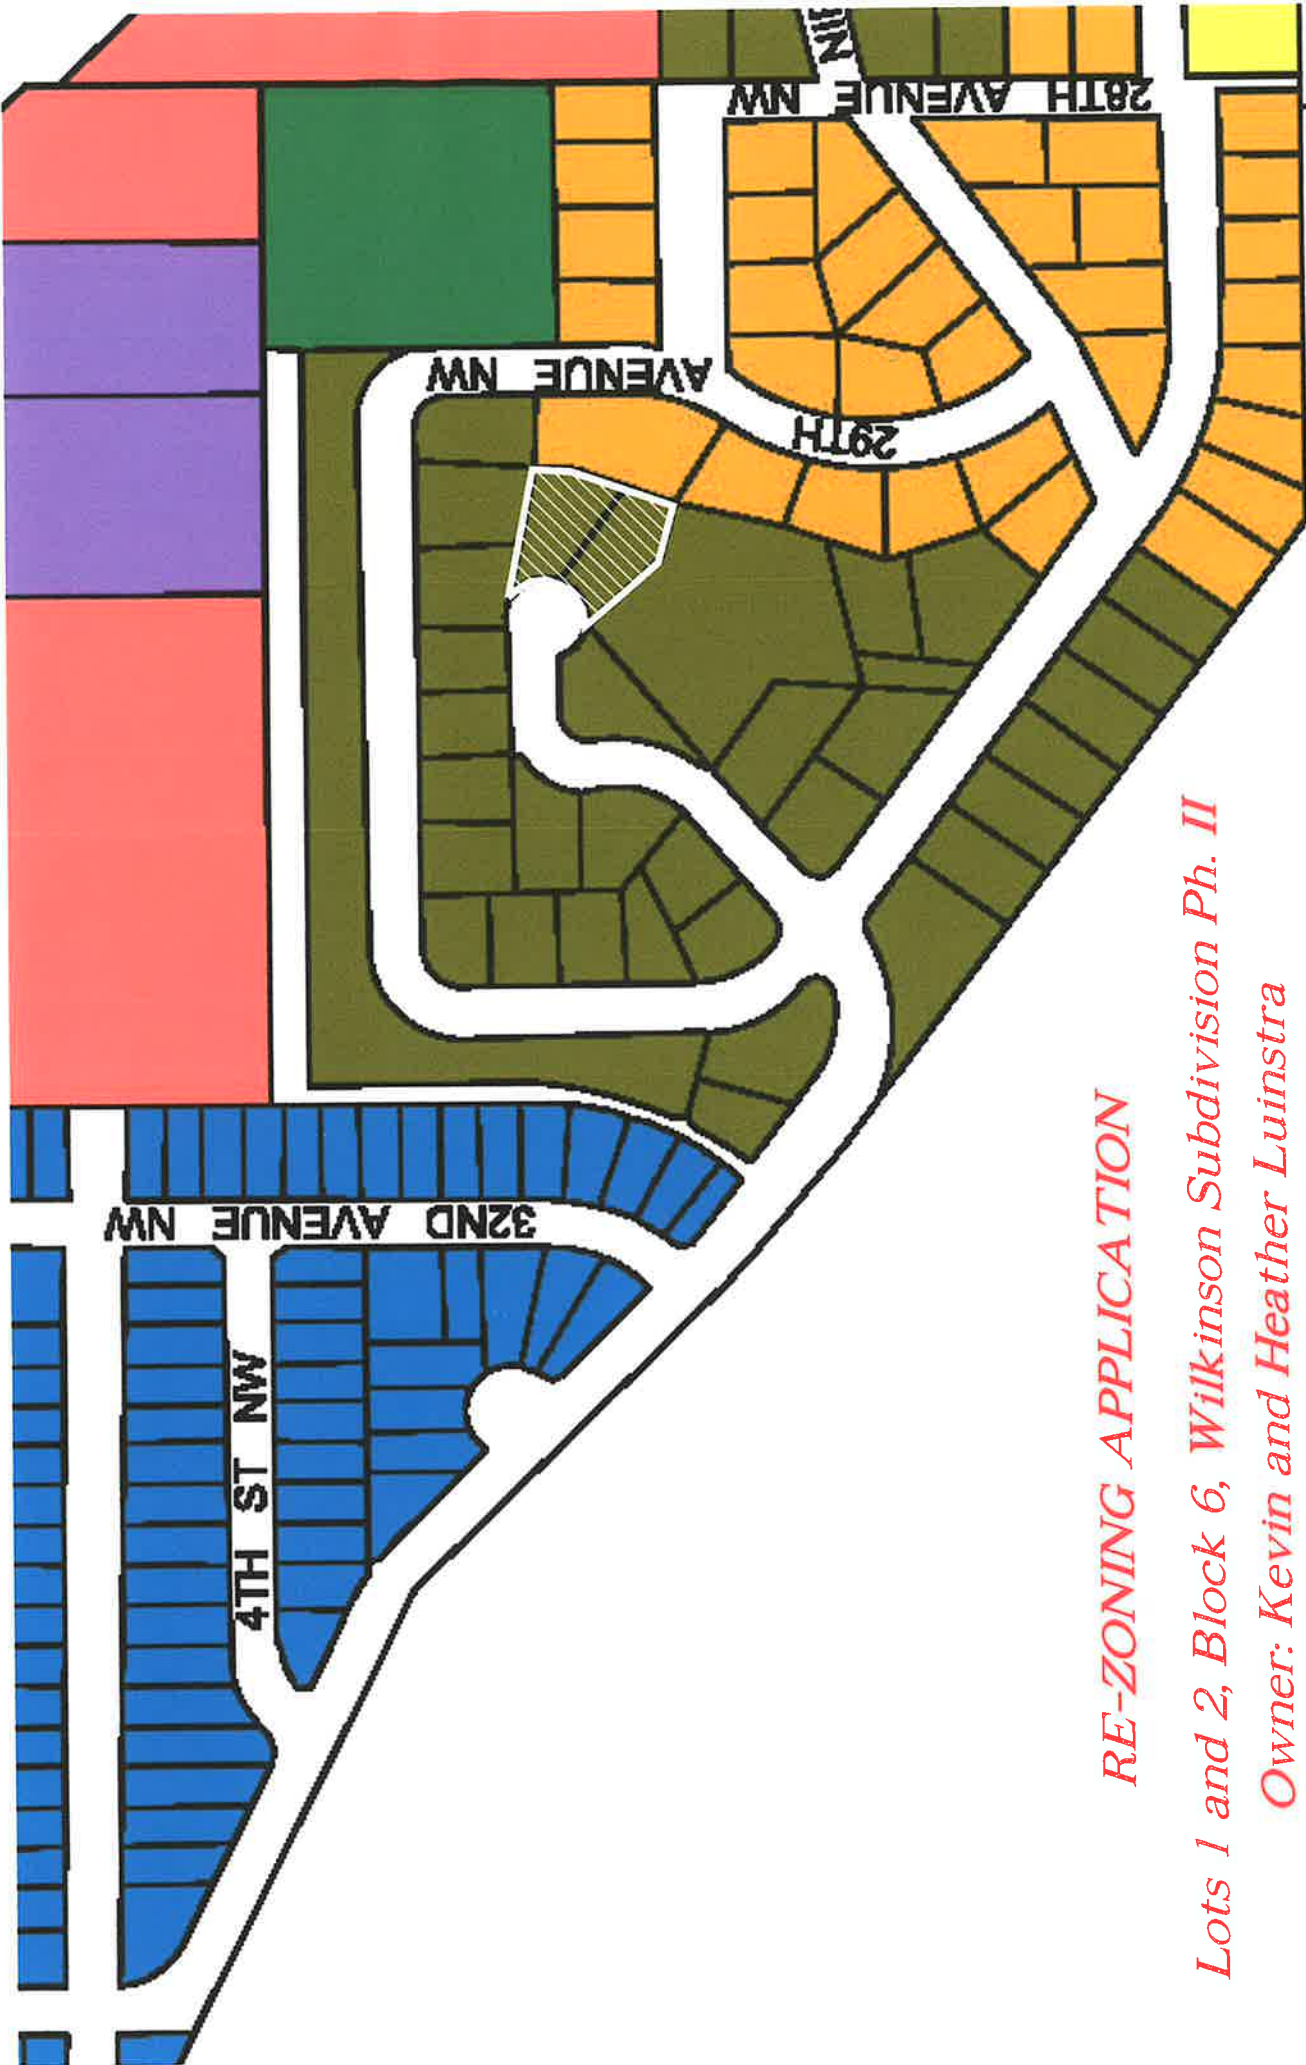 28TH AVENUE NW
29TH AVENUE NW
32ND AVENUE NW
4TH ST NW
RE-ZONING APPLICATION
Lots 1 and 2, Block 6, Wilkinson Subdivision Ph. II
Owner: Kevin and Heather Luinstra